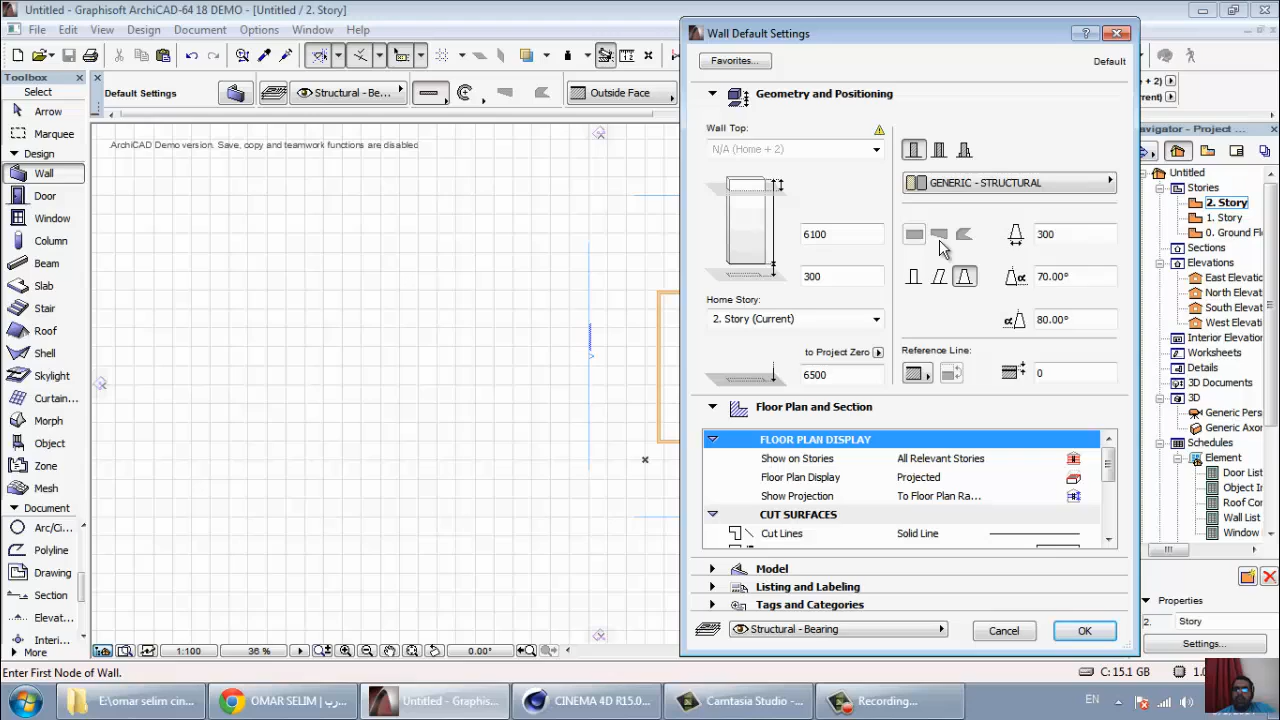 Untitled - Graphisoft ArchiCAD-64 18 DEMO - [Untitled / 2. Story]
File Edit View Design Document Options Window Help
Toolbox
Select
Arrow
Marquee
Design
Wall
Door
Window
Column
Beam
Slab
Stair
Roof
Shell
Skylight
Curtain...
Morph
Object
Zone
Mesh
Document
Arc/Ci...
Polyline
Drawing
Section
Elevat...
Interi...
More
Default Settings
Structural - Be...
Outside Face
ArchiCAD Demo version. Save, copy and teamwork functions are disabled
1:100
36 %
0.00°
Wall Default Settings
Favorites...
Default
Geometry and Positioning
Wall Top:
N/A (Home + 2)
6100
300
Home Story:
2. Story (Current)
to Project Zero
6500
GENERIC - STRUCTURAL
300
70.00°
α
80.00°
α
Reference Line:
0
Floor Plan and Section
FLOOR PLAN DISPLAY
Show on Stories All Relevant Stories
Floor Plan Display Projected
Show Projection To Floor Plan Ra...
CUT SURFACES
Cut Lines Solid Line
Model
Listing and Labeling
Tags and Categories
Structural - Bearing
Cancel
OK
+ 2)
rrent)
avigator - Project ...
Untitled
Stories
2. Story
1. Story
0. Ground Fl
Sections
Elevations
East Elevat
North Eleva
South Eleva
West Elevat
Interior Elevat
Worksheets
Details
3D Documents
3D
Generic Pers
Generic Axon
Schedules
Element
Door List
Object In
Roof Cor
Wall List
Window
Properties
2. Story
Settings...
Enter First Node of Wall.
C: 15.1 GB
E:\omar selim cin...
OMAR SELIM | عرب...
Untitled - Graphis...
CINEMA 4D R15.0...
Camtasia Studio -...
Recording...
EN